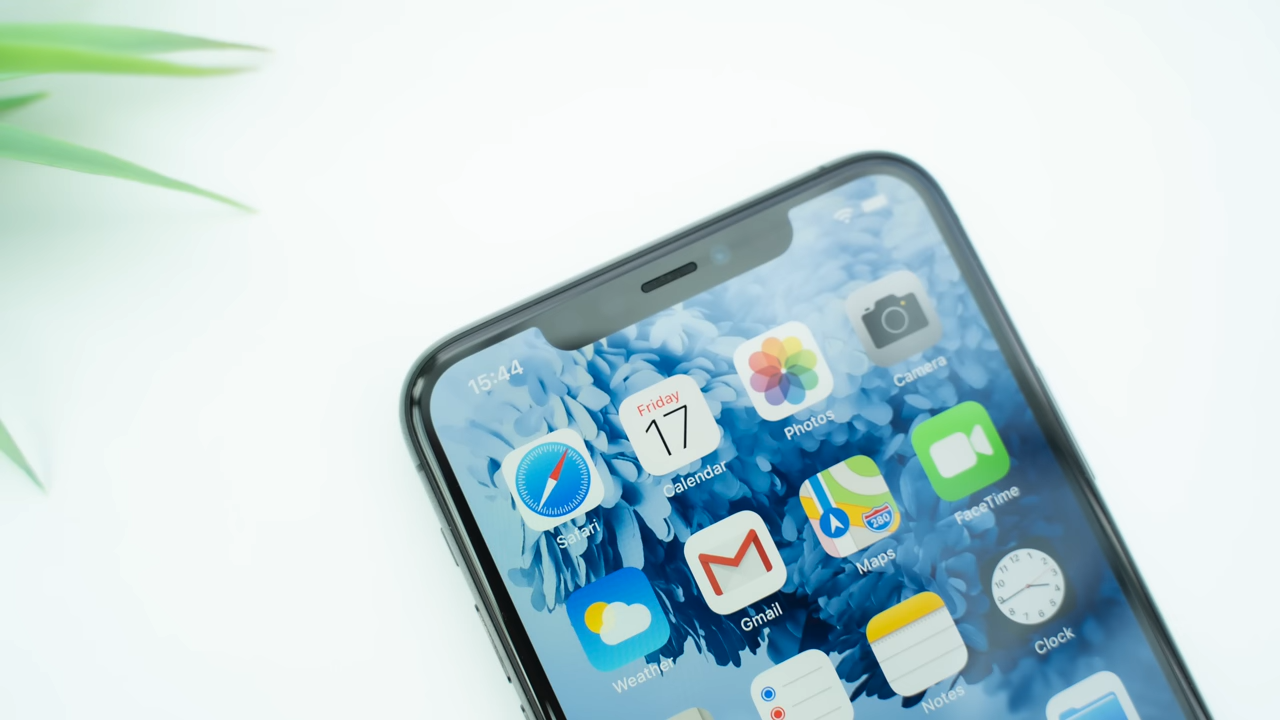 15:44
Safari
Friday
17
Calendar
Photos
Camera
Weather
Gmail
280
Maps
FaceTime
Notes
Clock